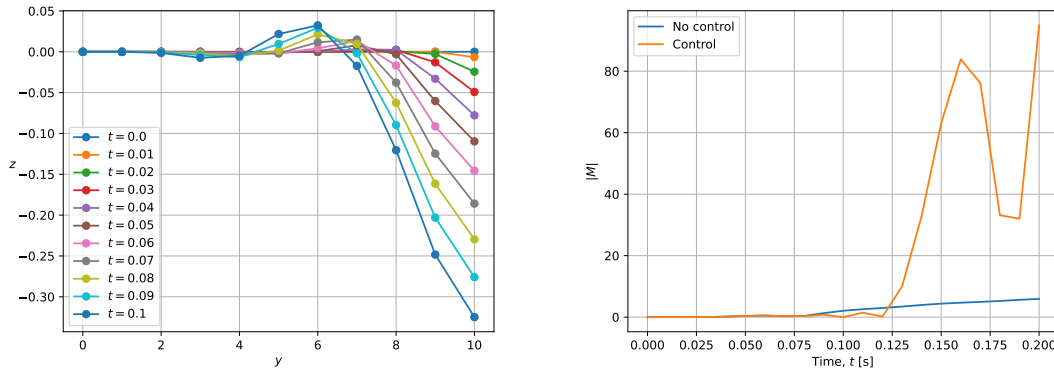 0.05
0.00
−0.05
−0.10
−0.15
−0.20
−0.25
−0.30
z
t = 0.0
t = 0.01
t = 0.02
t = 0.03
t = 0.04
t = 0.05
t = 0.06
t = 0.07
t = 0.08
t = 0.09
t = 0.1
0 2 4 6 8 10
y
No control
Control
80
60
40
20
0
|M|
0.000 0.025 0.050 0.075 0.100 0.125 0.150 0.175 0.200
Time, t [s]